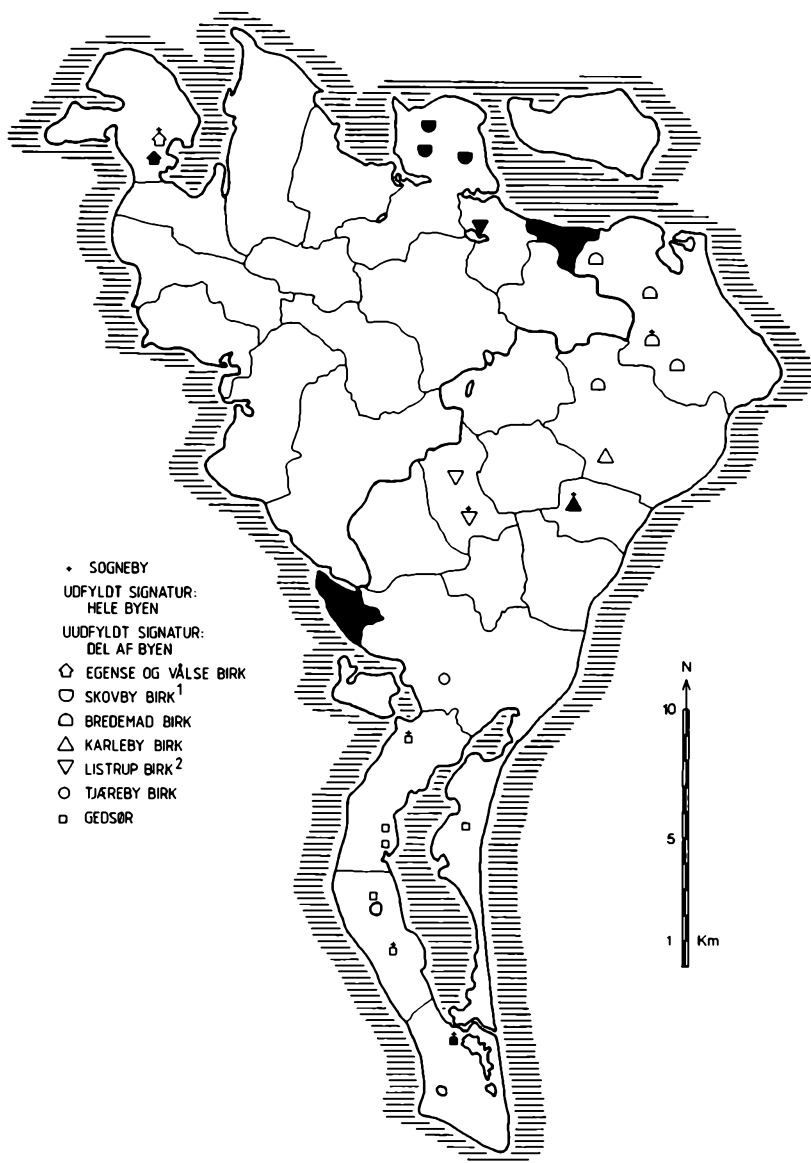 SOGNEBY
UDFYLDT SIGNATUR:
HELE BYEN
UUDFYLDT SIGNATUR:
DEL AF BYEN
EGENSE OG VÅLSE BIRK
SKOVBY BIRK1
BREDEMAD BIRK
KARLEBY BIRK
LISTRUP BIRK2
TJÆREBY BIRK
GEDSØR
N
10
5
1 Km